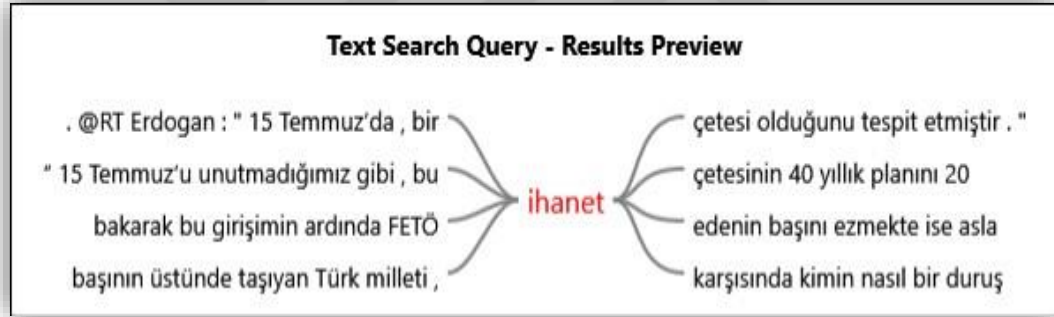 Text Search Query - Results Preview
. @RT Erdogan : " 15 Temmuz'da , bir
" 15 Temmuz'u unutmadığımız gibi , bu
bakarak bu girişimin ardında FETÖ
başının üstünde taşıyan Türk milleti ,
ihanet
çetesi olduğunu tespit etmiştir . "
çetesinin 40 yıllık planını 20
edenin başını ezmekte ise asla
karşısında kimin nasıl bir duruş